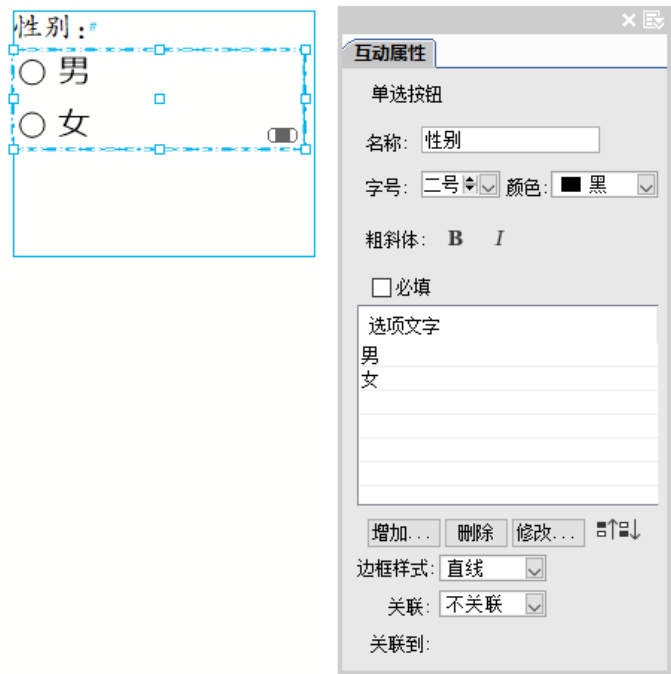 性别:#
男
女
互动属性
单选按钮
名称: 性别
字号: 二号 颜色: 黑
粗斜体: B I
必填
选项文字
男
女
增加... 删除 修改...
边框样式: 直线
关联: 不关联
关联到: